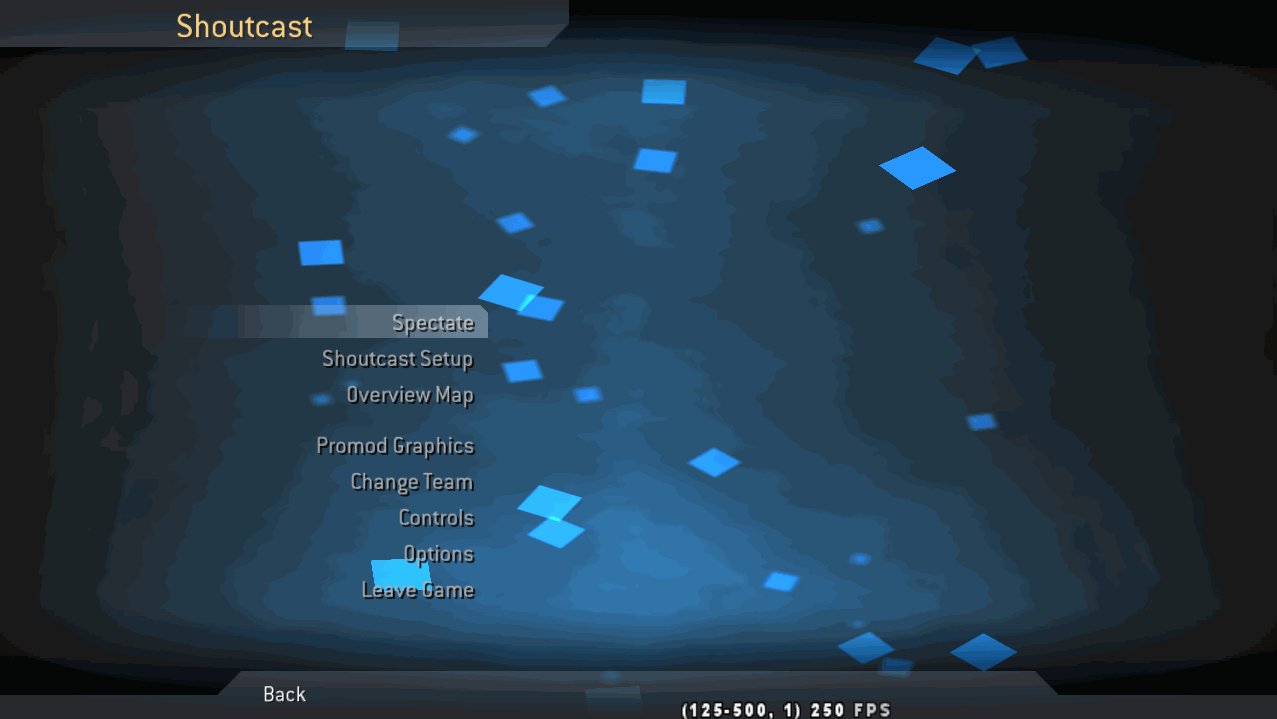 Shoutcast
Spectate
Shoutcast Setup
Overview Map
Promod Graphics
Change Team
Controls
Options
Leave Game
Back
(125-500, 1) 250 FPS